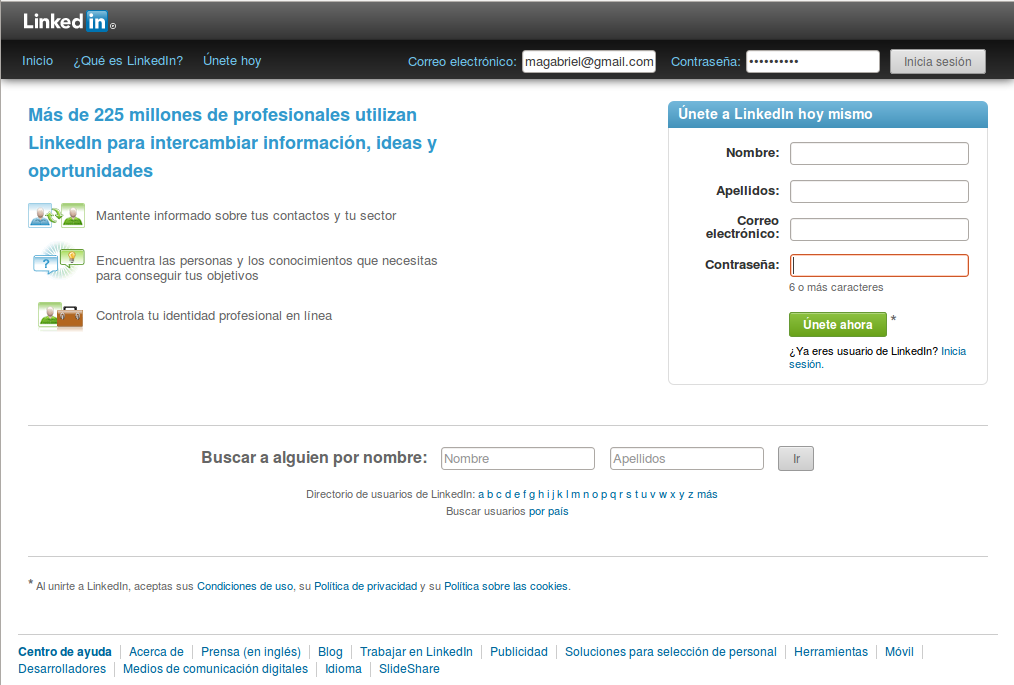 Linked in ®
Inicio ¿Qué es LinkedIn? Únete hoy Correo electrónico: magabriel@gmail.com Contraseña: •••••••••• Inicia sesión
Más de 225 millones de profesionales utilizan
LinkedIn para intercambiar información, ideas y
oportunidades
Mantente informado sobre tus contactos y tu sector
Encuentra las personas y los conocimientos que necesitas
para conseguir tus objetivos
Controla tu identidad profesional en línea
Únete a LinkedIn hoy mismo
Nombre:
Apellidos:
Correo
electrónico:
Contraseña:
6 o más caracteres
Únete ahora *
¿Ya eres usuario de LinkedIn? Inicia
sesión.
Buscar a alguien por nombre: Nombre Apellidos Ir
Directorio de usuarios de LinkedIn: a b c d e f g h i j k l m n o p q r s t u v w x y z más
Buscar usuarios por país
* Al unirte a LinkedIn, aceptas sus Condiciones de uso, su Política de privacidad y su Política sobre las cookies.
Centro de ayuda Acerca de Prensa (en inglés) Blog Trabajar en LinkedIn Publicidad Soluciones para selección de personal Herramientas Móvil
Desarrolladores Medios de comunicación digitales Idioma SlideShare